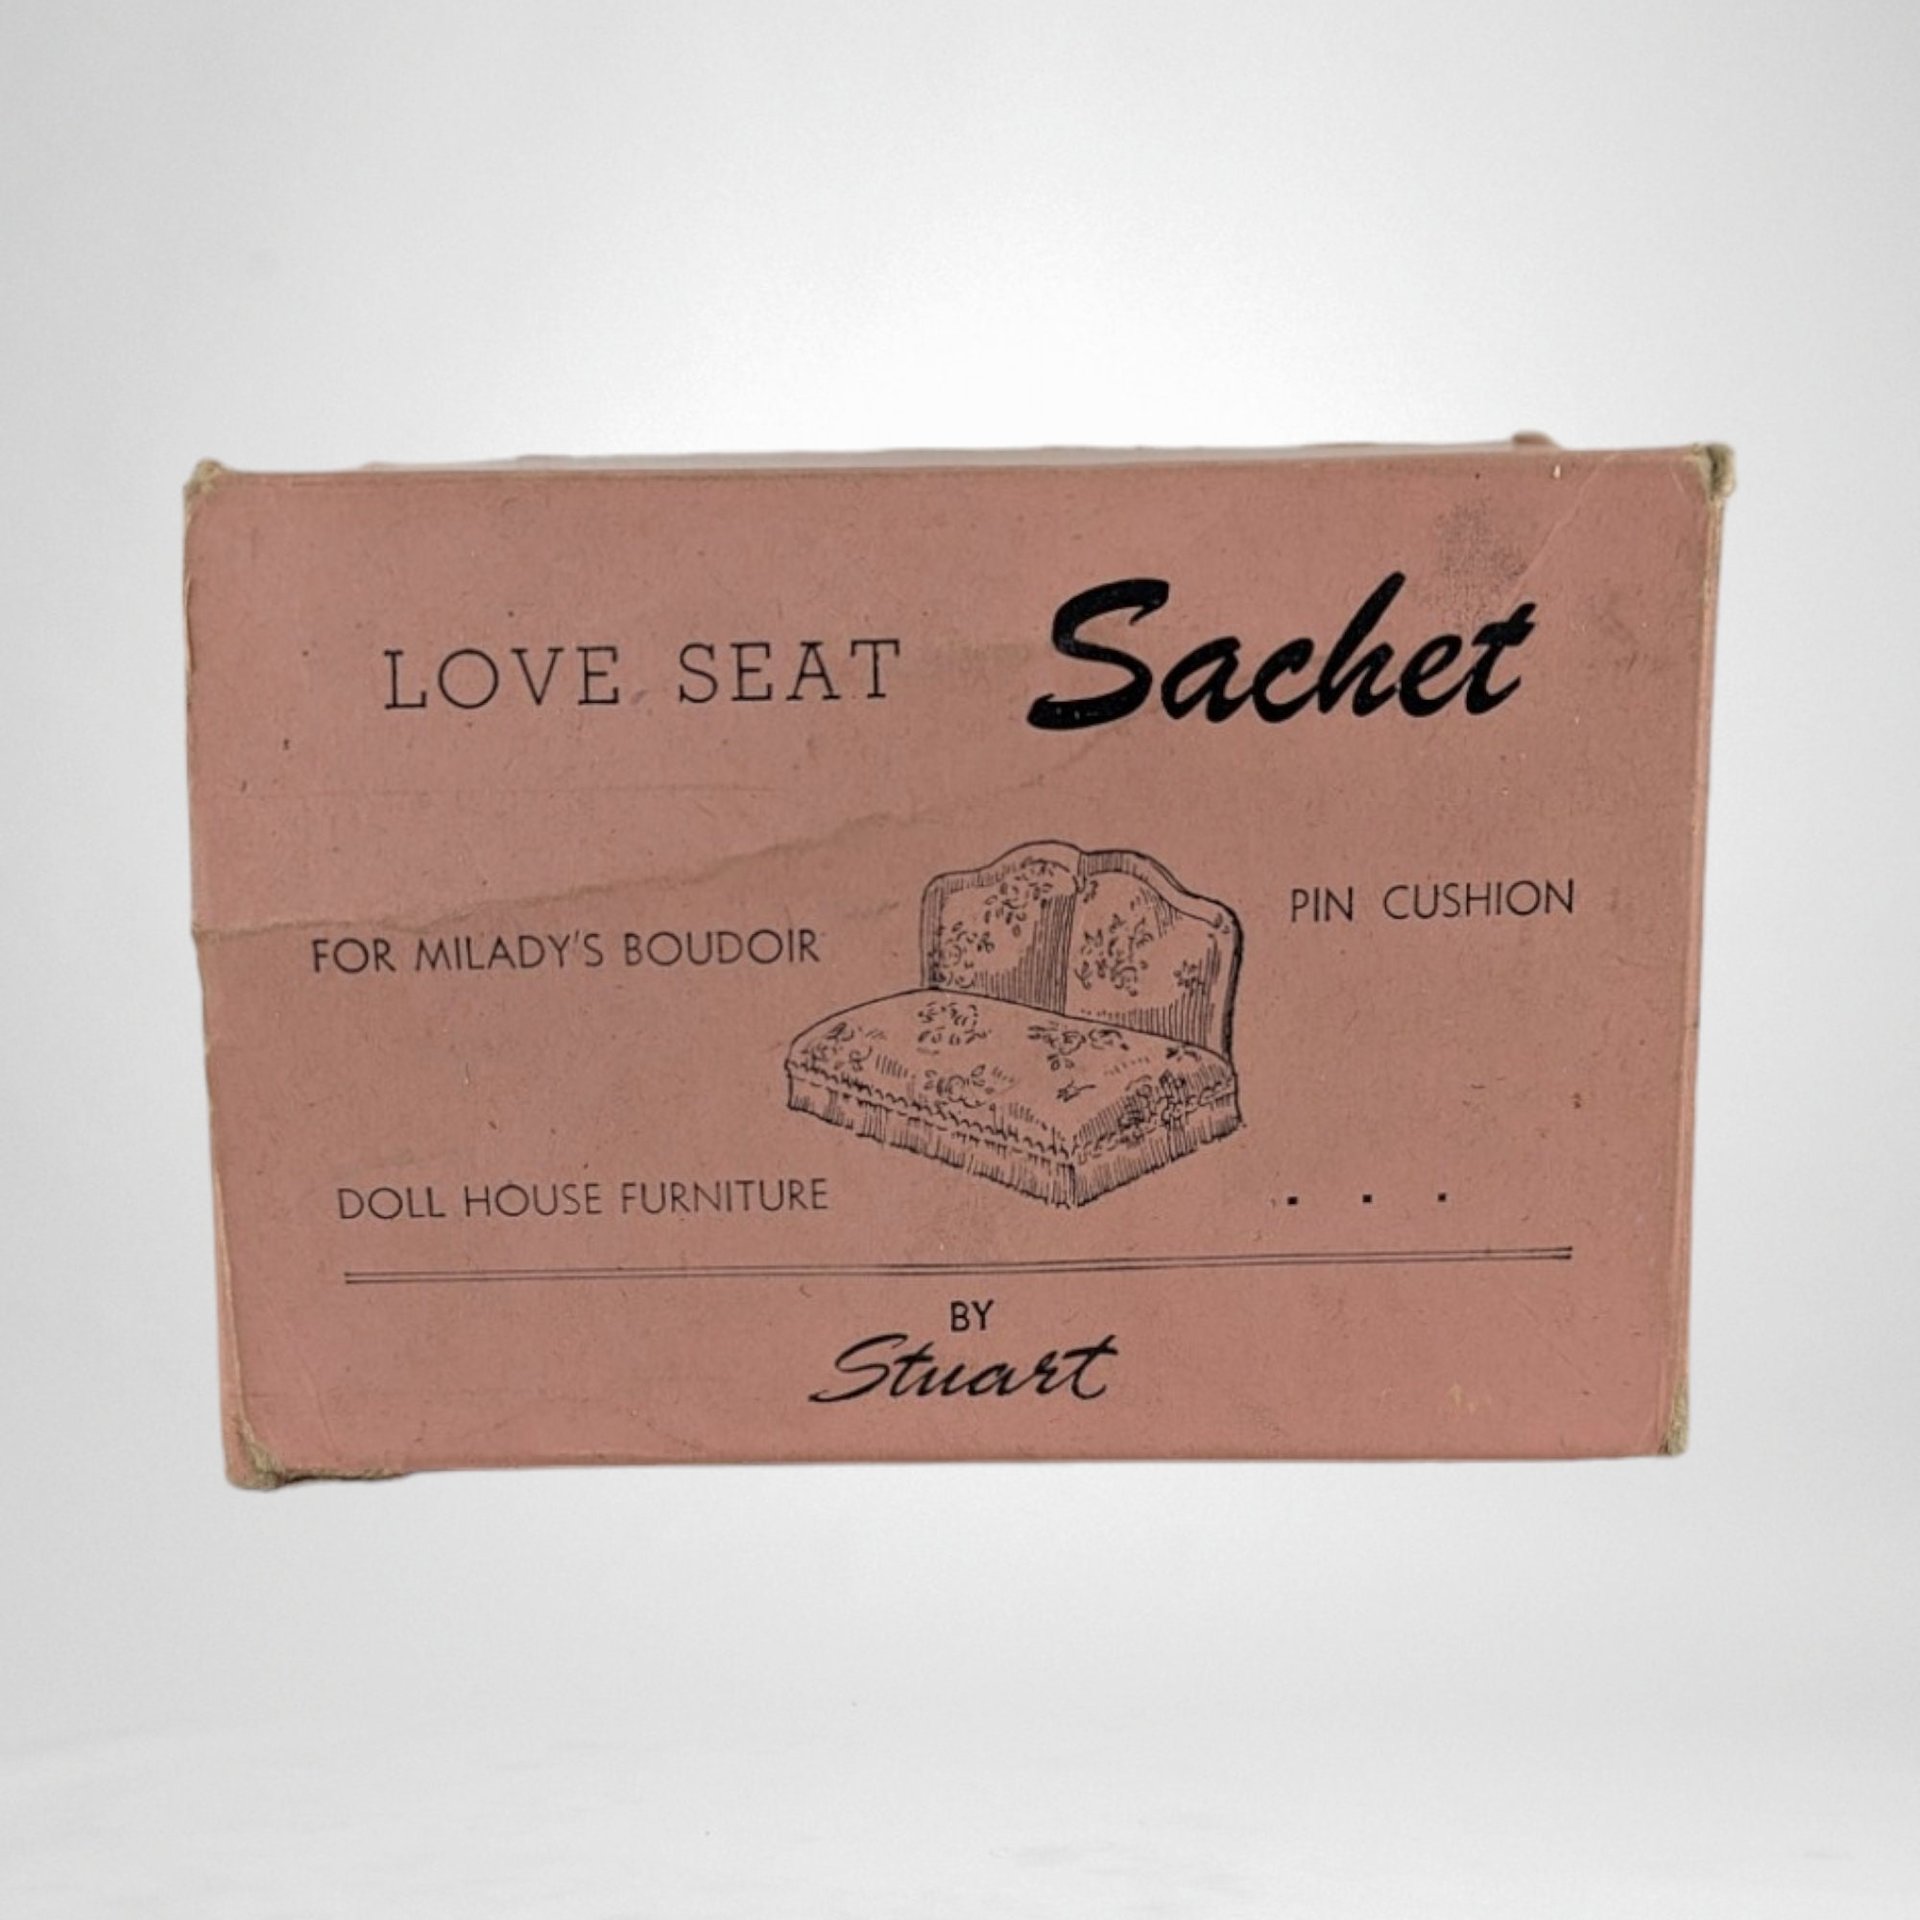 LOVE SEAT Sachet
FOR MILADY'S BOUDOIR
PIN CUSHION
DOLL HOUSE FURNITURE . . .
BY
Stuart